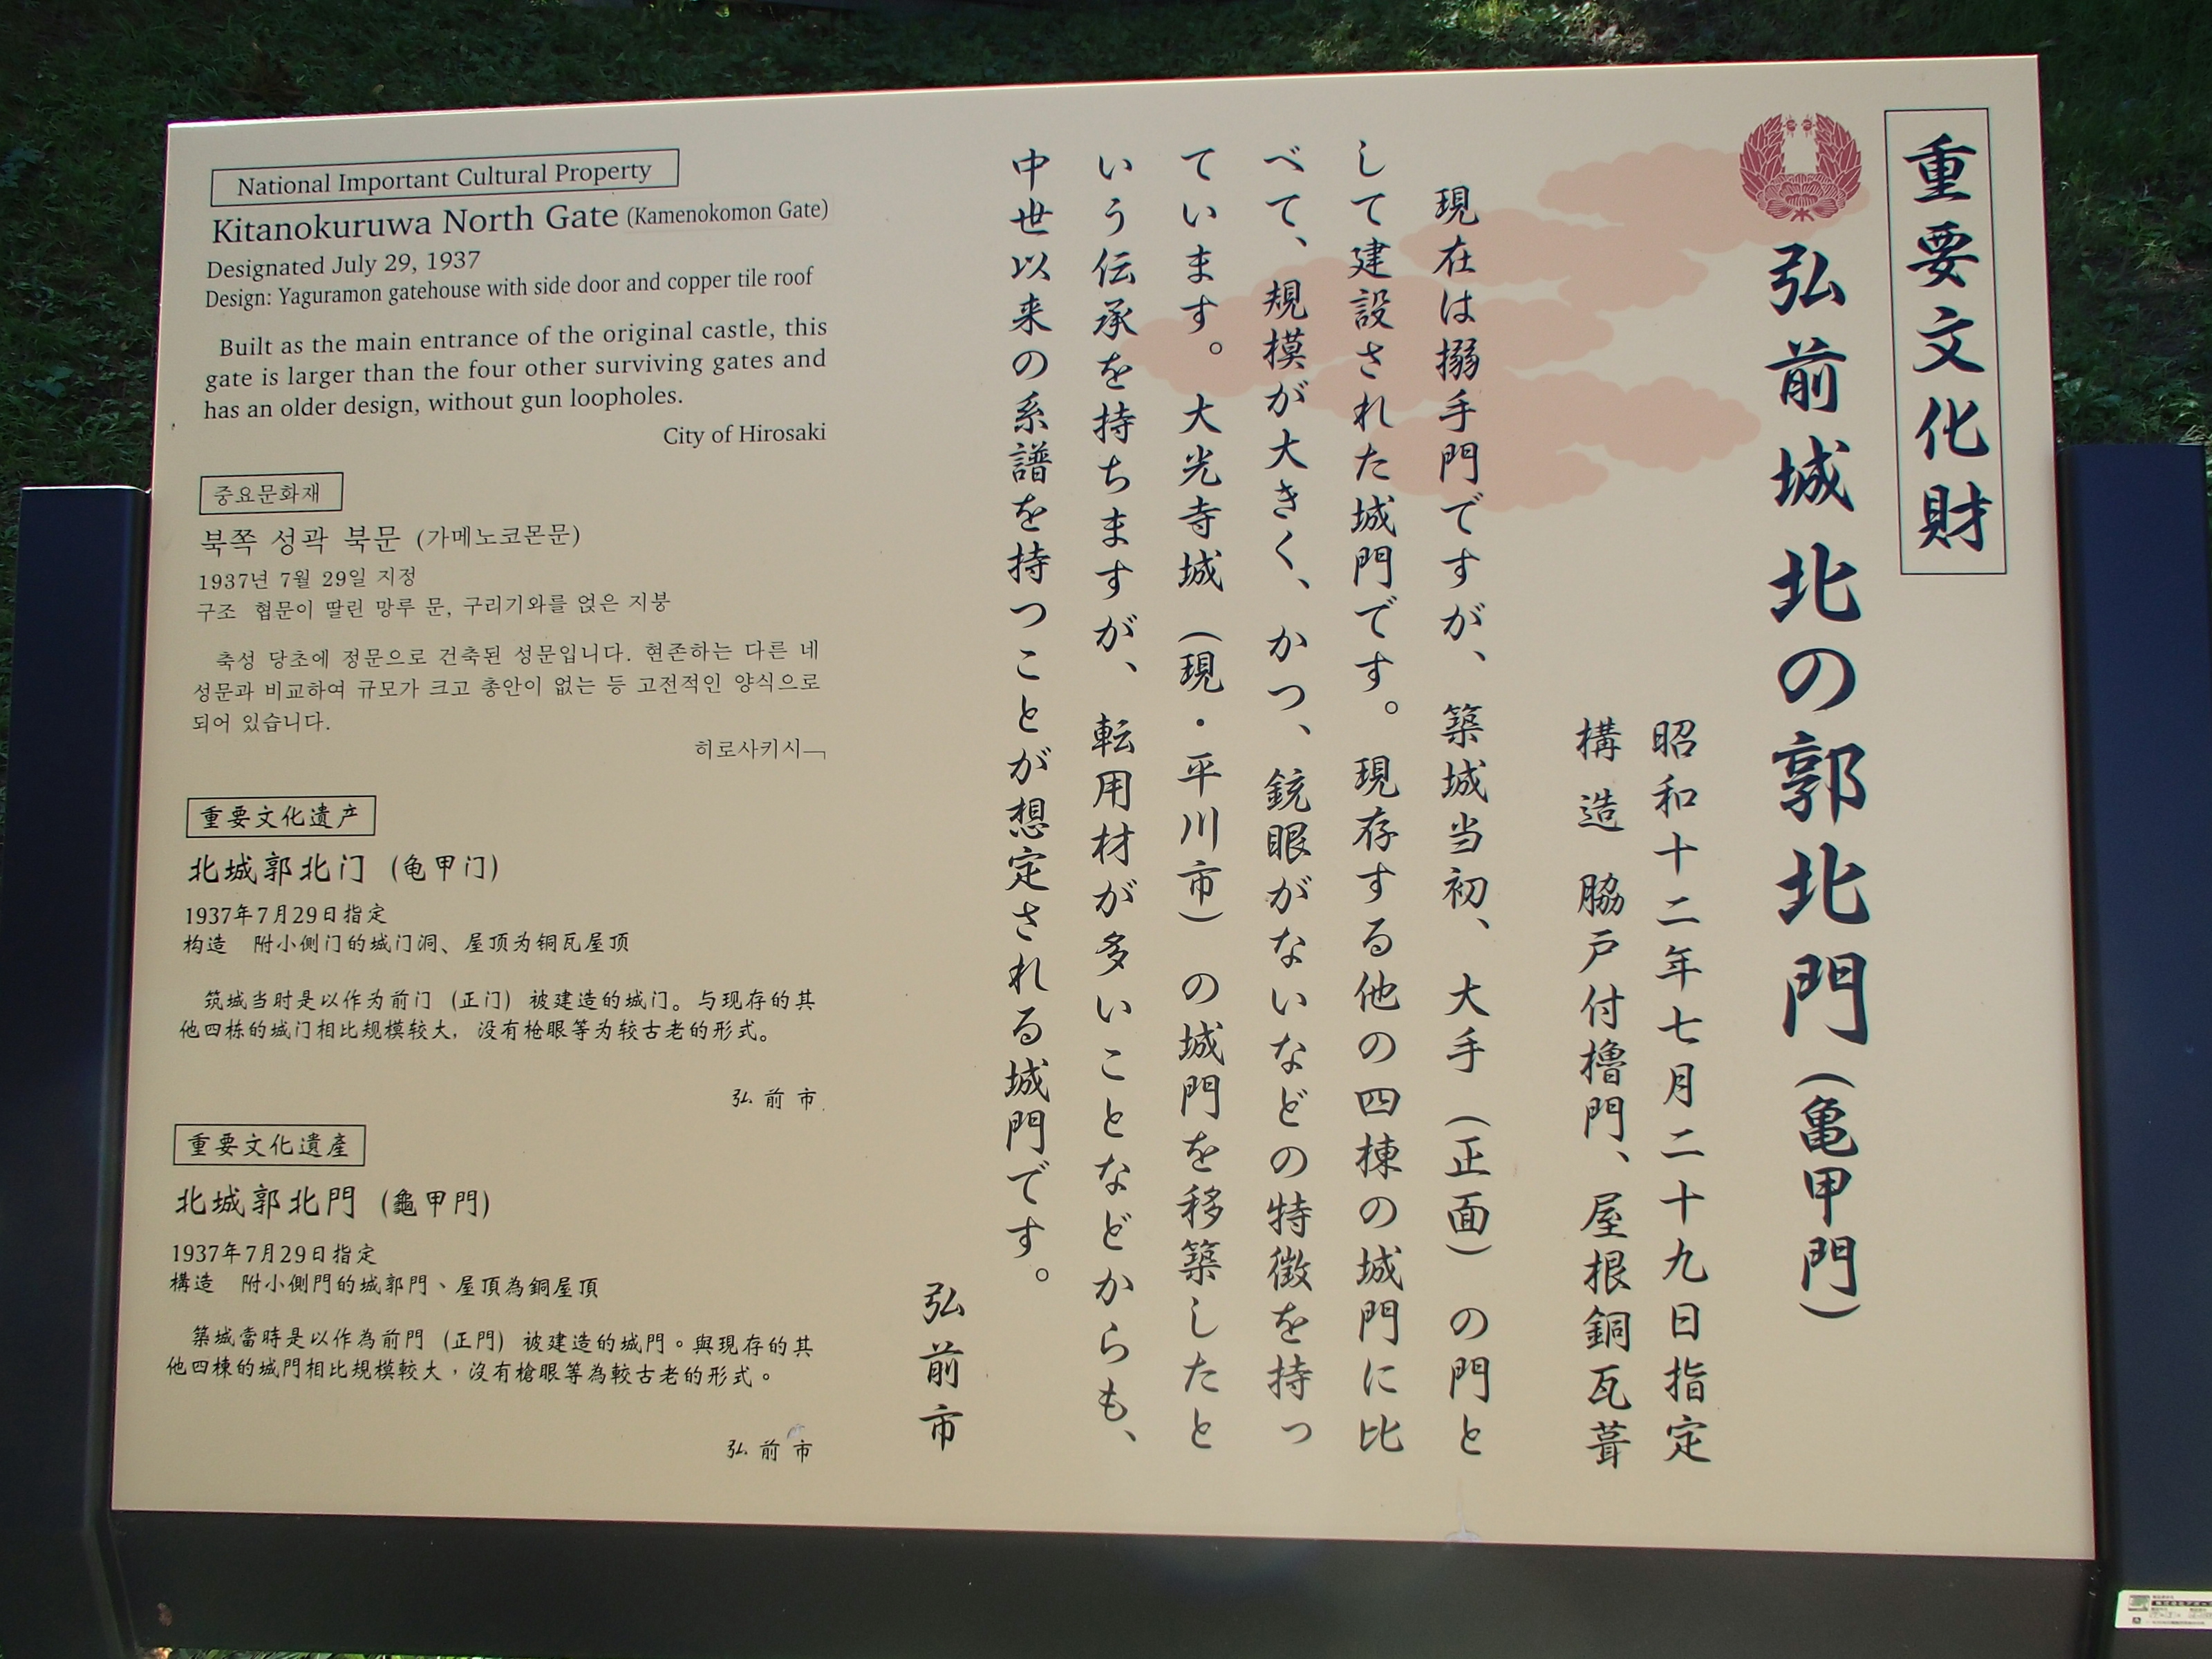 重要文化財
弘前城 北の郭北門(亀甲門)
昭和十二年七月二十九日指定
構造 脇戸付櫓門、屋根銅瓦葺
現在は搦手門ですが、築城当初、大手(正面)の門と
して建設された城門です。現存する他の四棟の城門に比
べて、規模が大きく、かつ、銃眼がないなどの特徴を持っ
ています。大光寺城(現・平川市)の城門を移築したと
いう伝承を持ちますが、転用材が多いことなどからも、
中世以来の系譜を持つことが想定される城門です。
弘前市
National Important Cultural Property
Kitanokuruwa North Gate (Kamenokomon Gate)
Designated July 29, 1937
Design: Yaguramon gatehouse with side door and copper tile roof
Built as the main entrance of the original castle, this
gate is larger than the four other surviving gates and
has an older design, without gun loopholes.
City of Hirosaki
중요문화재
북쪽 성곽 북문 (가메노코몬문)
1937년 7월 29일 지정
구조 협문이 딸린 망루 문, 구리기와를 얹은 지붕
축성 당초에 정문으로 건축된 성문입니다. 현존하는 다른 네
성문과 비교하여 규모가 크고 총안이 없는 등 고전적인 양식으로
되어 있습니다.
히로사키시﹁
重要文化遺产
北城郭北门 (龟甲门)
1937年7月29日指定
构造 附小侧门的城门洞、屋顶为铜瓦屋顶
筑城当时是以作为前门 (正门) 被建造的城门。与现存的其
他四栋的城门相比规模较大, 没有枪眼等为较古老的形式。
弘前市
重要文化遺產
北城郭北門 (龜甲門)
1937年7月29日指定
構造 附小側門的城郭門、屋頂為銅屋頂
築城當時是以作為前門 (正門) 被建造的城門。與現存的其
他四棟的城門相比規模較大，沒有槍眼等為較古老的形式。
弘前市